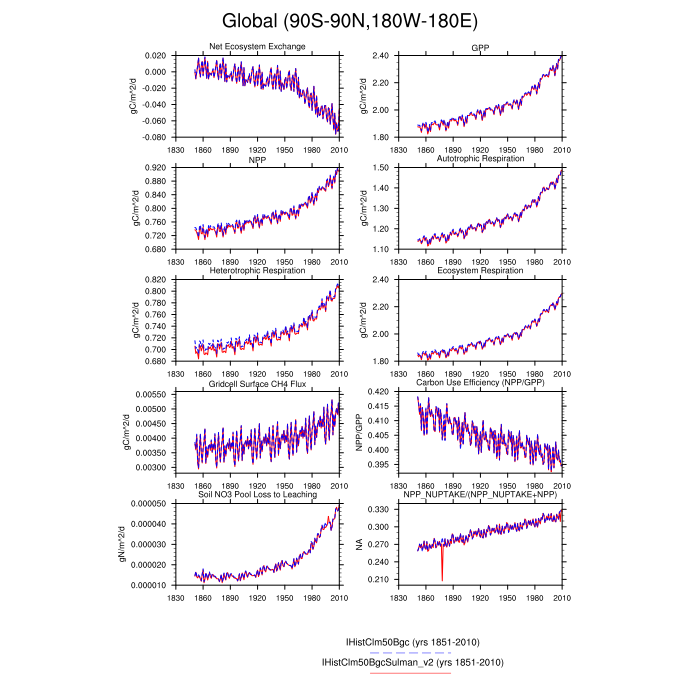 Global (90S-90N,180W-180E)
Net Ecosystem Exchange
GPP
gC/m^2/d
0.020
0.000
-0.020
-0.040
-0.060
-0.080
1830 1860 1890 1920 1950 1980 2010
gC/m^2/d
2.40
2.20
2.00
1.80
1830 1860 1890 1920 1950 1980 2010
NPP
Autotrophic Respiration
gC/m^2/d
0.920
0.880
0.840
0.800
0.760
0.720
0.680
1830 1860 1890 1920 1950 1980 2010
gC/m^2/d
1.50
1.40
1.30
1.20
1.10
1830 1860 1890 1920 1950 1980 2010
Heterotrophic Respiration
Ecosystem Respiration
gC/m^2/d
0.820
0.800
0.780
0.760
0.740
0.720
0.700
0.680
1830 1860 1890 1920 1950 1980 2010
gC/m^2/d
2.40
2.20
2.00
1.80
1830 1860 1890 1920 1950 1980 2010
Gridcell Surface CH4 Flux
Carbon Use Efficiency (NPP/GPP)
gC/m^2/d
0.00550
0.00500
0.00450
0.00400
0.00350
0.00300
1830 1860 1890 1920 1950 1980 2010
NPP/GPP
0.420
0.415
0.410
0.405
0.400
0.395
1830 1860 1890 1920 1950 1980 2010
Soil NO3 Pool Loss to Leaching
NPP_NUPTAKE/(NPP_NUPTAKE+NPP)
gN/m^2/d
0.000050
0.000040
0.000030
0.000020
0.000010
1830 1860 1890 1920 1950 1980 2010
NA
0.330
0.300
0.270
0.240
0.210
1830 1860 1890 1920 1950 1980 2010
IHistClm50Bgc (yrs 1851-2010)
IHistClm50BgcSulman_v2 (yrs 1851-2010)